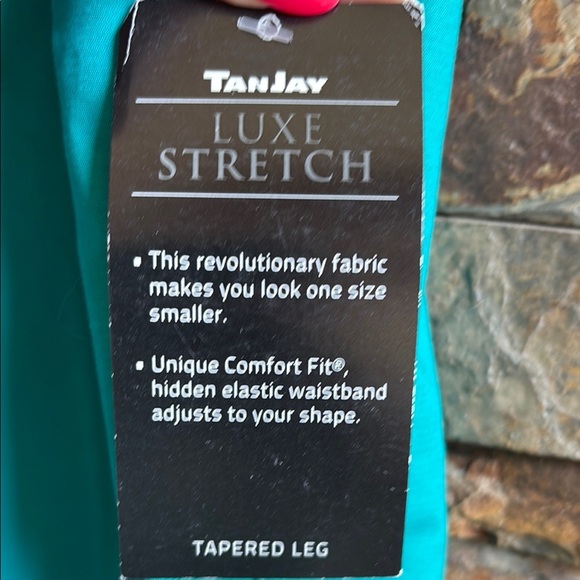 TANJAY
LUXE
STRETCH
• This revolutionary fabric
makes you look one size
smaller.
• Unique Comfort Fit®,
hidden elastic waistband
adjusts to your shape.
TAPERED LEG